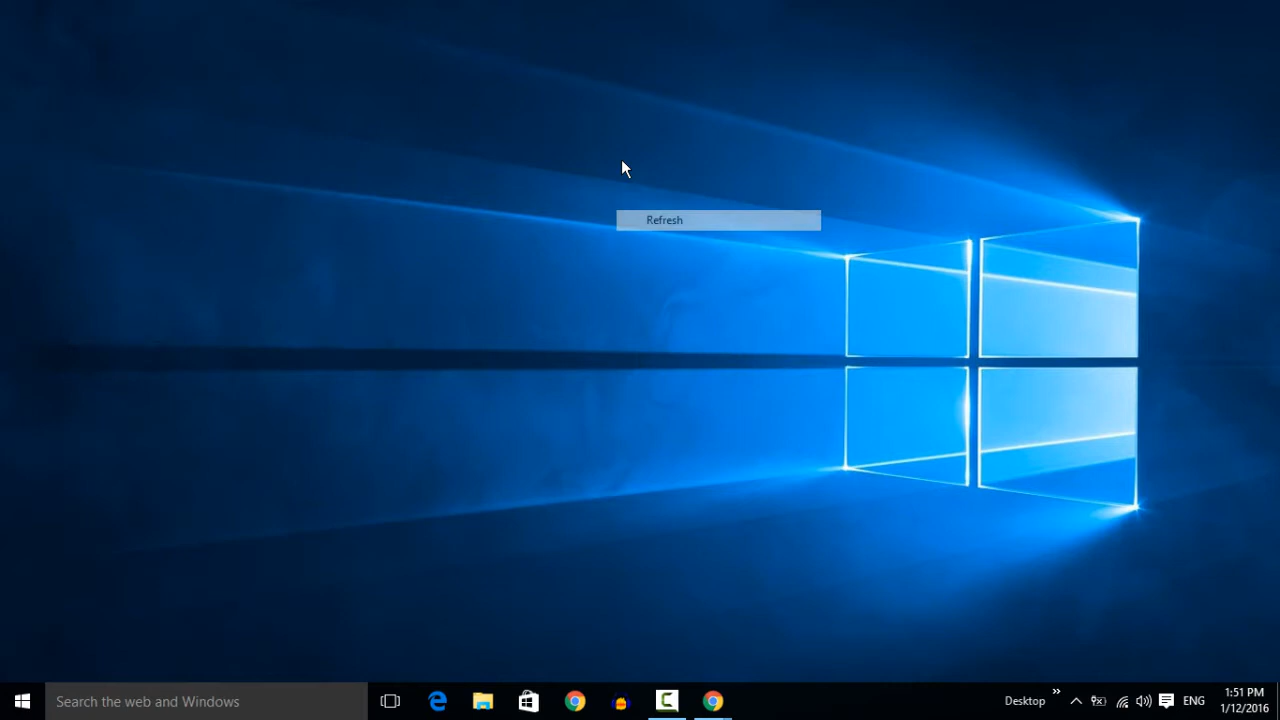 Refresh
Search the web and Windows
Desktop
ENG
1:51 PM
1/12/2016